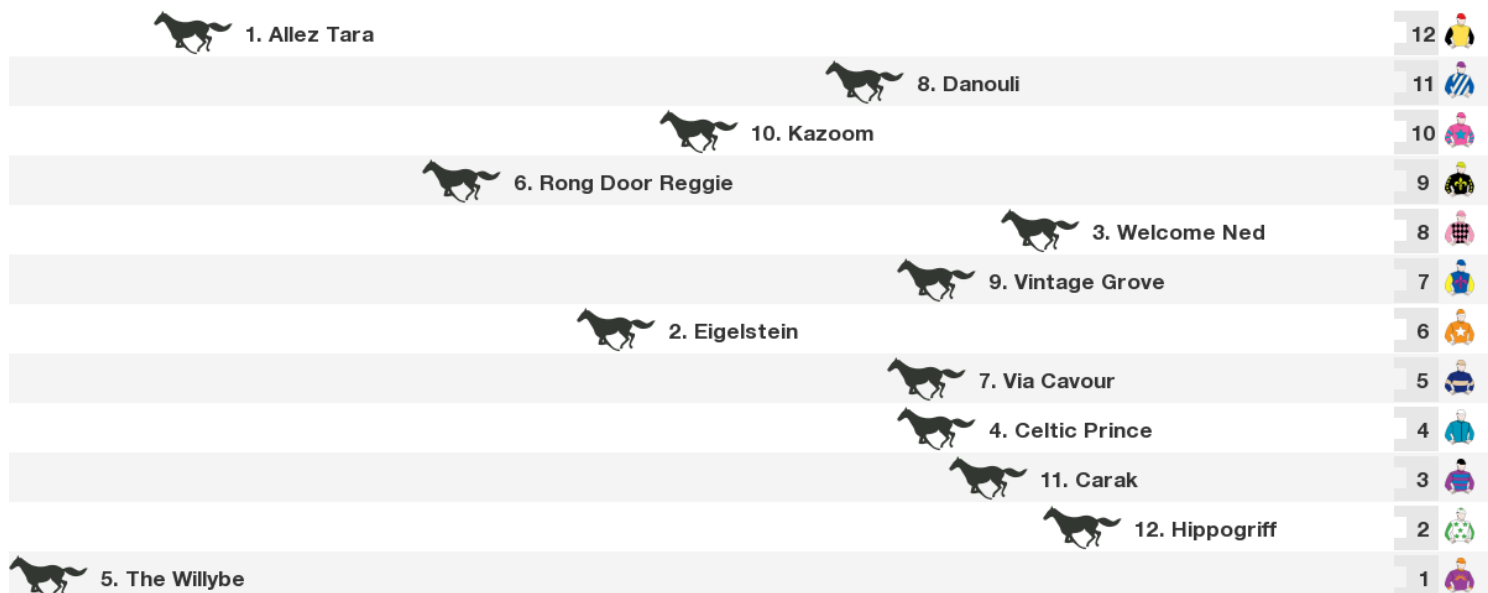 1. Allez Tara 12
8. Danouli 11
10. Kazoom 10
6. Rong Door Reggie 9
3. Welcome Ned 8
9. Vintage Grove 7
2. Eigelstein 6
7. Via Cavour 5
4. Celtic Prince 4
11. Carak 3
12. Hippogriff 2
5. The Willybe 1